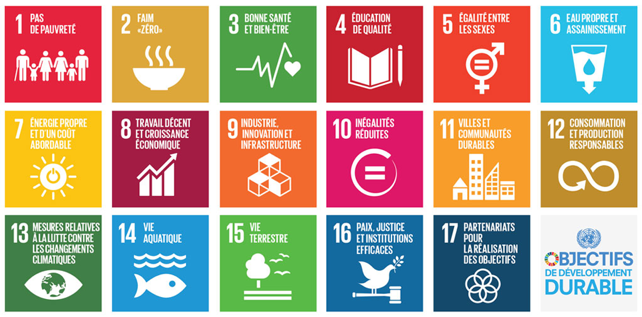 1 PAS
DE PAUVRETÉ
2 FAIM
«ZÉRO»
3 BONNE SANTÉ
ET BIEN-ÊTRE
4 ÉDUCATION
DE QUALITÉ
5 ÉGALITÉ ENTRE
LES SEXES
6 EAU PROPRE ET
ASSAINISSEMENT
7 ÉNERGIE PROPRE
ET D'UN COÛT
ABORDABLE
8 TRAVAIL DÉCENT
ET CROISSANCE
ÉCONOMIQUE
9 INDUSTRIE,
INNOVATION ET
INFRASTRUCTURE
10 INÉGALITÉS
RÉDUITES
11 VILLES ET
COMMUNAUTÉS
DURABLES
12 CONSOMMATION
ET PRODUCTION
RESPONSABLES
13 MESURES RELATIVES
À LA LUTTE CONTRE
LES CHANGEMENTS
CLIMATIQUES
14 VIE
AQUATIQUE
15 VIE
TERRESTRE
16 PAIX, JUSTICE
ET INSTITUTIONS
EFFICACES
17 PARTENARIATS
POUR
LA RÉALISATION
DES OBJECTIFS
OBJECTIFS
DE DÉVELOPPEMENT
DURABLE